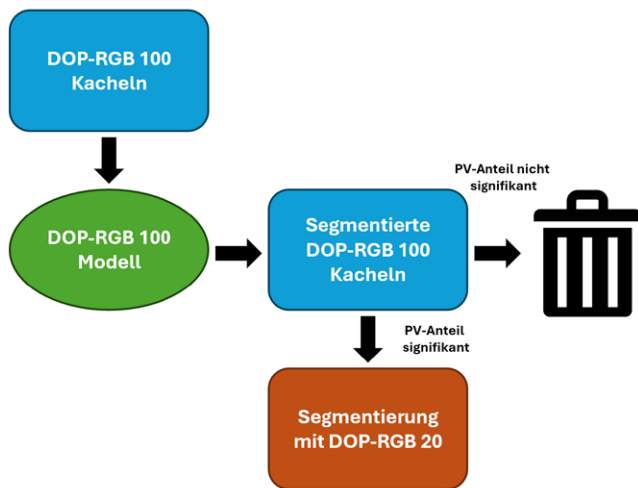 DOP-RGB 100
Kacheln
DOP-RGB 100
Modell
Segmentierte
DOP-RGB 100
Kacheln
PV-Anteil nicht
signifikant
PV-Anteil
signifikant
Segmentierung
mit DOP-RGB 20